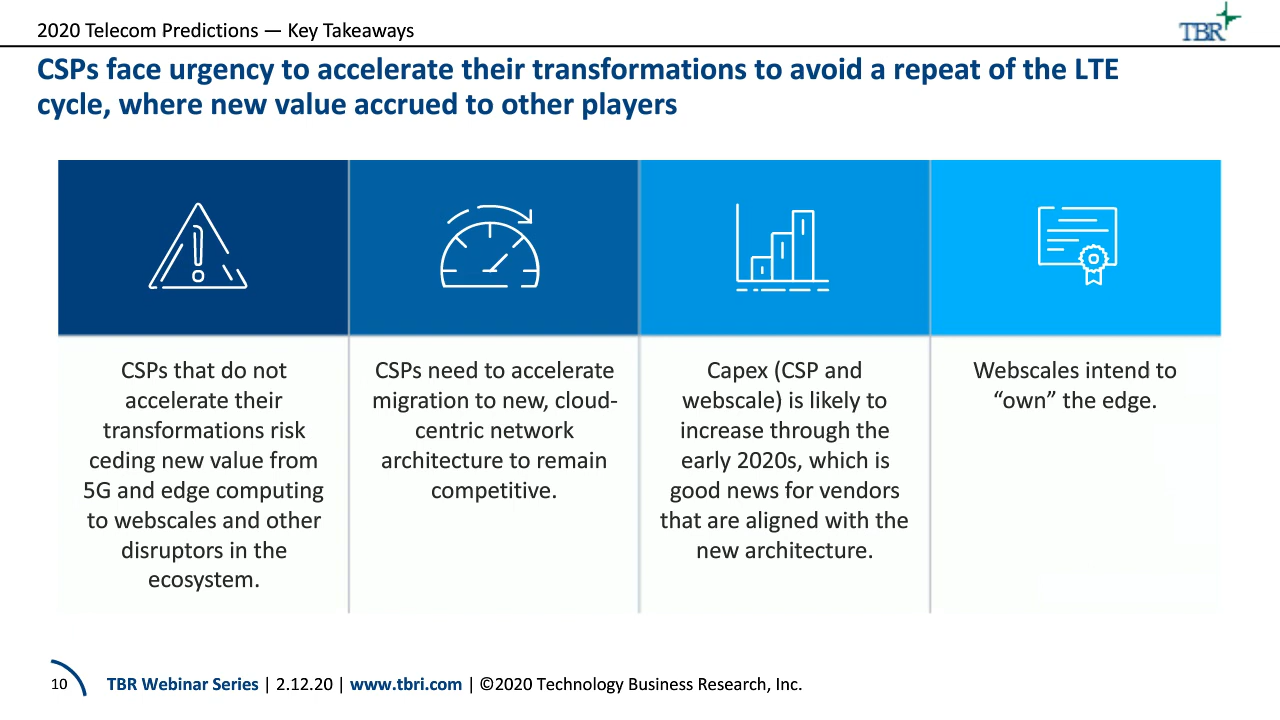 2020 Telecom Predictions — Key Takeaways
TBR
CSPs face urgency to accelerate their transformations to avoid a repeat of the LTE
cycle, where new value accrued to other players
CSPs that do not
accelerate their
transformations risk
ceding new value from
5G and edge computing
to webscales and other
disruptors in the
ecosystem.
CSPs need to accelerate
migration to new, cloud-
centric network
architecture to remain
competitive.
Capex (CSP and
webscale) is likely to
increase through the
early 2020s, which is
good news for vendors
that are aligned with the
new architecture.
Webscales intend to
“own” the edge.
10
TBR Webinar Series | 2.12.20 | www.tbri.com | ©2020 Technology Business Research, Inc.